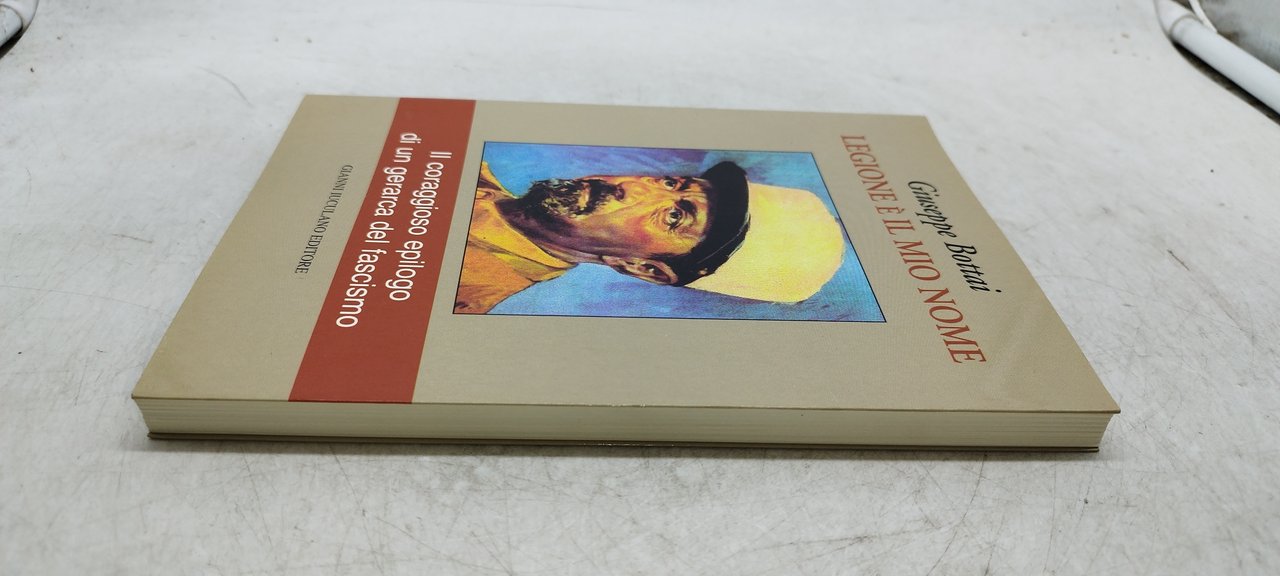 Giuseppe Bottai
LEGIONE È IL MIO NOME
Il coraggioso epilogo
di un gerarca del fascismo
GIANNI IUCULANO EDITORE